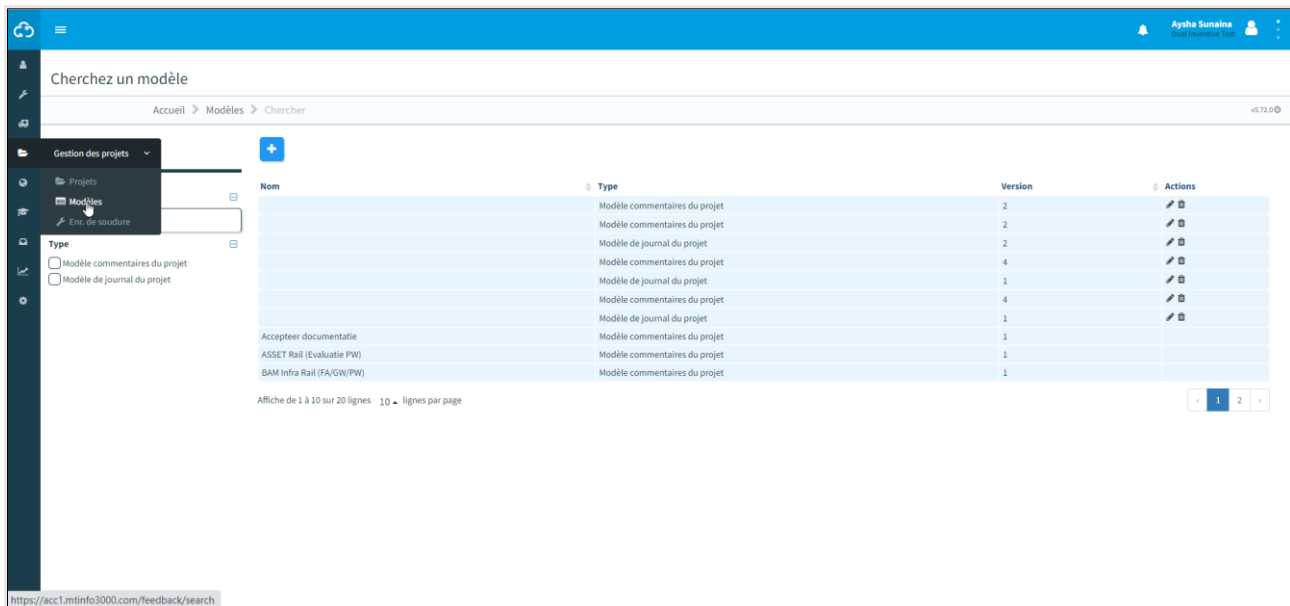 Aysha Sunaina
Dual Inventive Test
Cherchez un modèle
Accueil > Modèles > Chercher
v5.72.0
Gestion des projets
Projets
Modèles
Enr. de soudure
Type
Modèle commentaires du projet
Modèle de journal du projet
Nom Type Version Actions
Modèle commentaires du projet 2
Modèle commentaires du projet 2
Modèle de journal du projet 2
Modèle commentaires du projet 4
Modèle de journal du projet 1
Modèle commentaires du projet 4
Modèle de journal du projet 1
Accepteer documentatie Modèle commentaires du projet 1
ASSET Rail (Evaluatie PW) Modèle commentaires du projet 1
BAM Infra Rail (FA/GW/PW) Modèle commentaires du projet 1
Affiche de 1 à 10 sur 20 lignes 10 lignes par page
‹ 1 2 ›
https://acc1.mtinfo3000.com/feedback/search